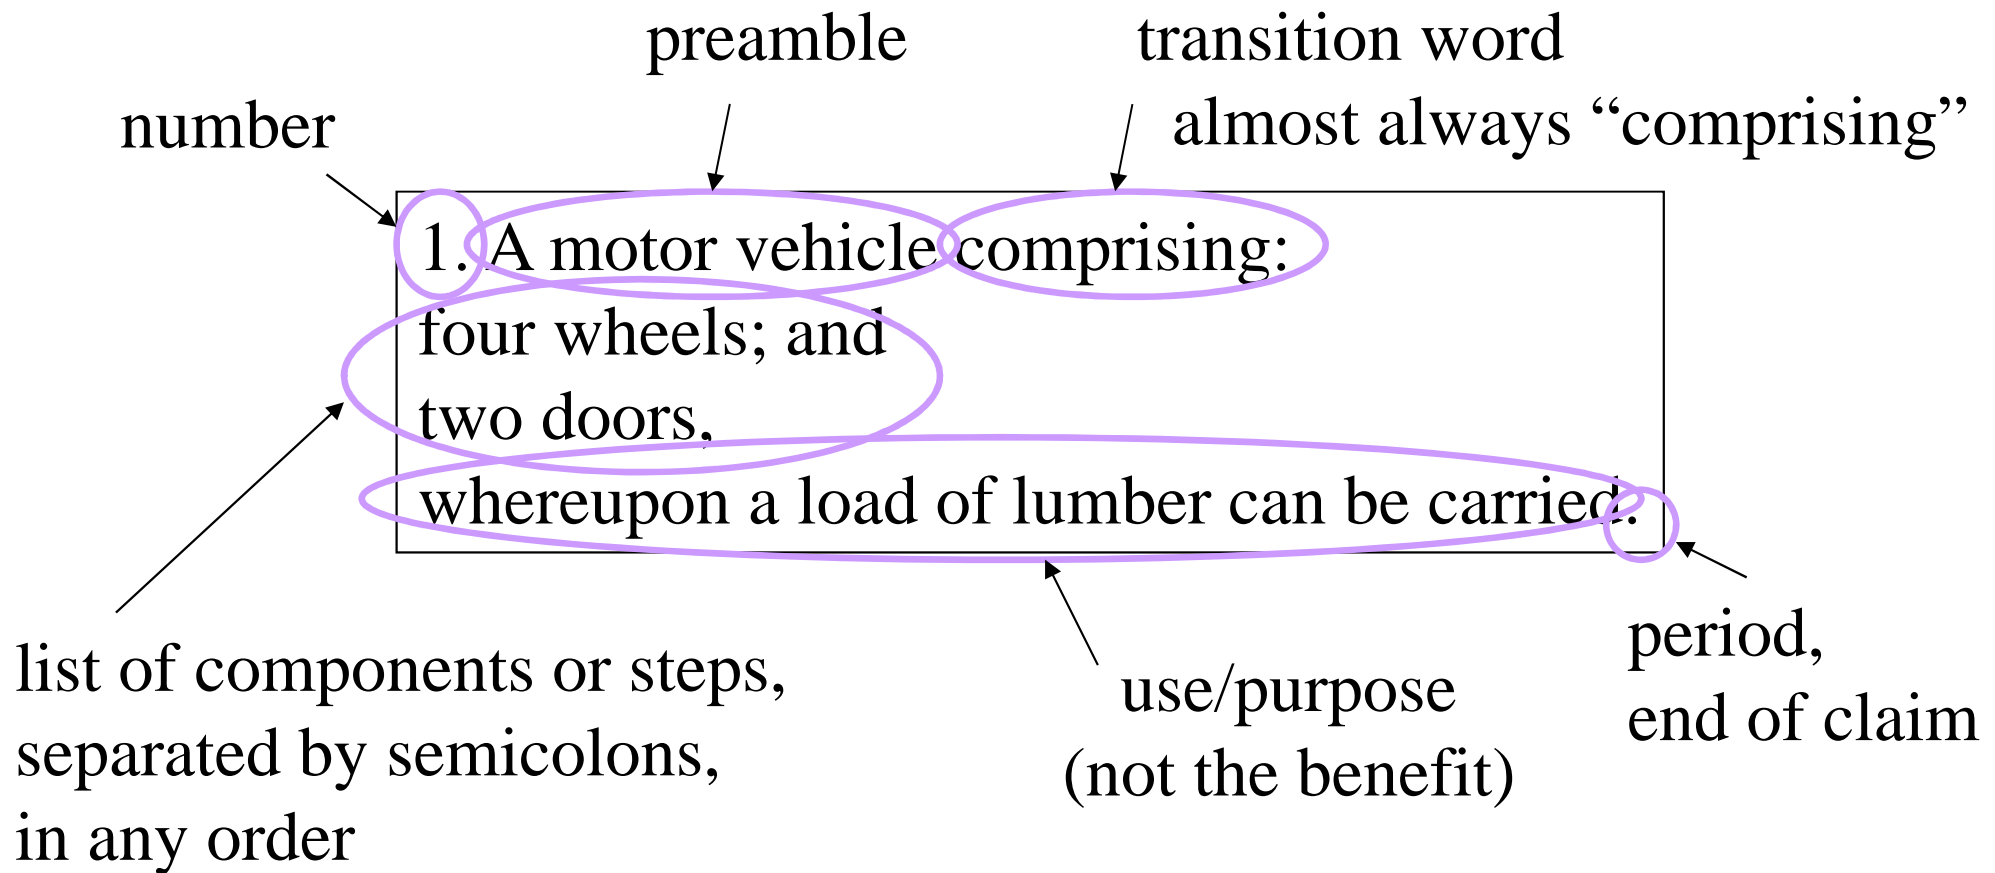 preamble
transition word
almost always “comprising”
number
1. A motor vehicle comprising:
four wheels; and
two doors,
whereupon a load of lumber can be carried.
list of components or steps,
separated by semicolons,
in any order
use/purpose
(not the benefit)
period,
end of claim